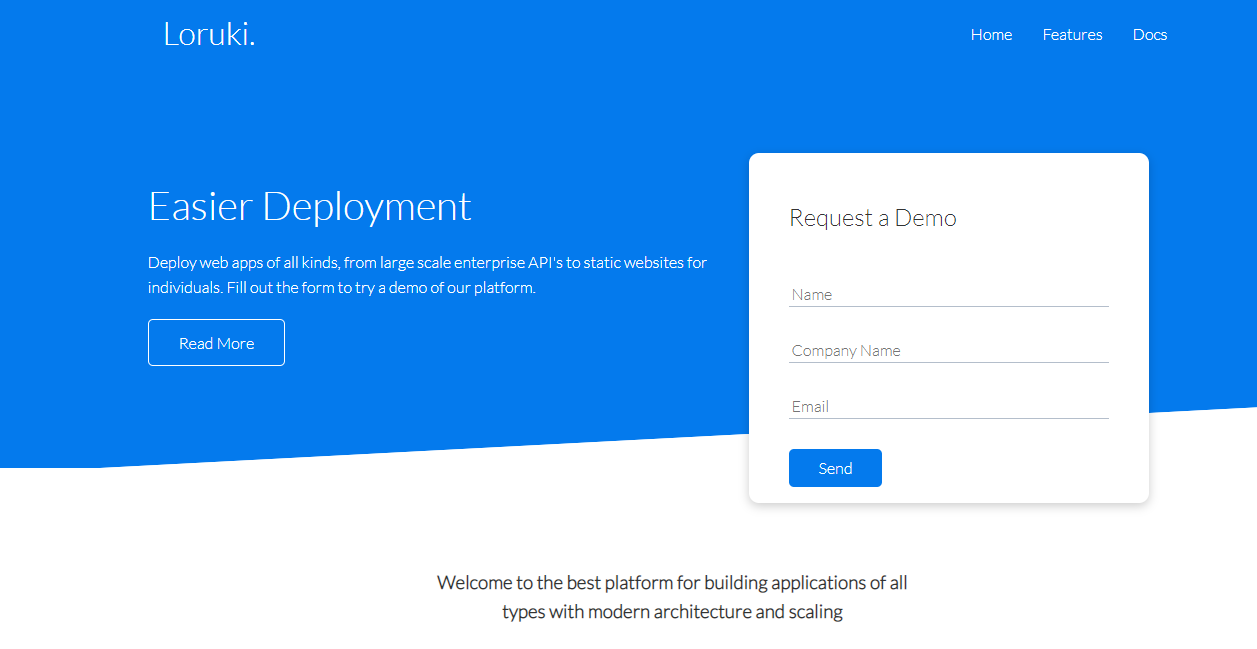 Loruki.
Home Features Docs
Easier Deployment
Deploy web apps of all kinds, from large scale enterprise API's to static websites for
individuals. Fill out the form to try a demo of our platform.
Read More
Request a Demo
Name
Company Name
Email
Send
Welcome to the best platform for building applications of all
types with modern architecture and scaling